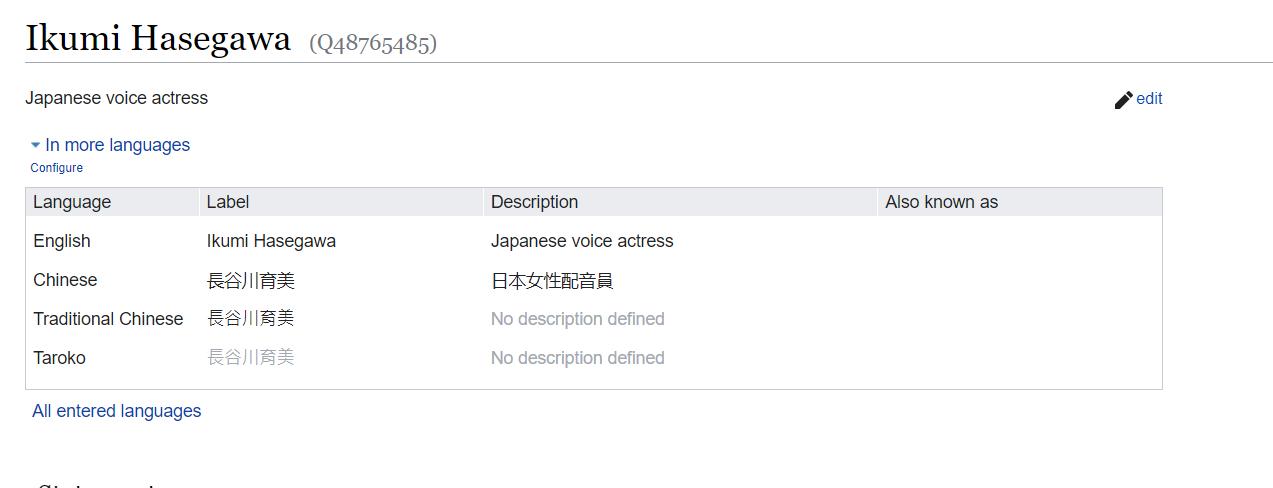 Ikumi Hasegawa (Q48765485)
Japanese voice actress edit
In more languages
Configure
Language Label Description Also known as
English Ikumi Hasegawa Japanese voice actress
Chinese 長谷川育美 日本女性配音員
Traditional Chinese 長谷川育美 No description defined
Taroko 長谷川育美 No description defined
All entered languages